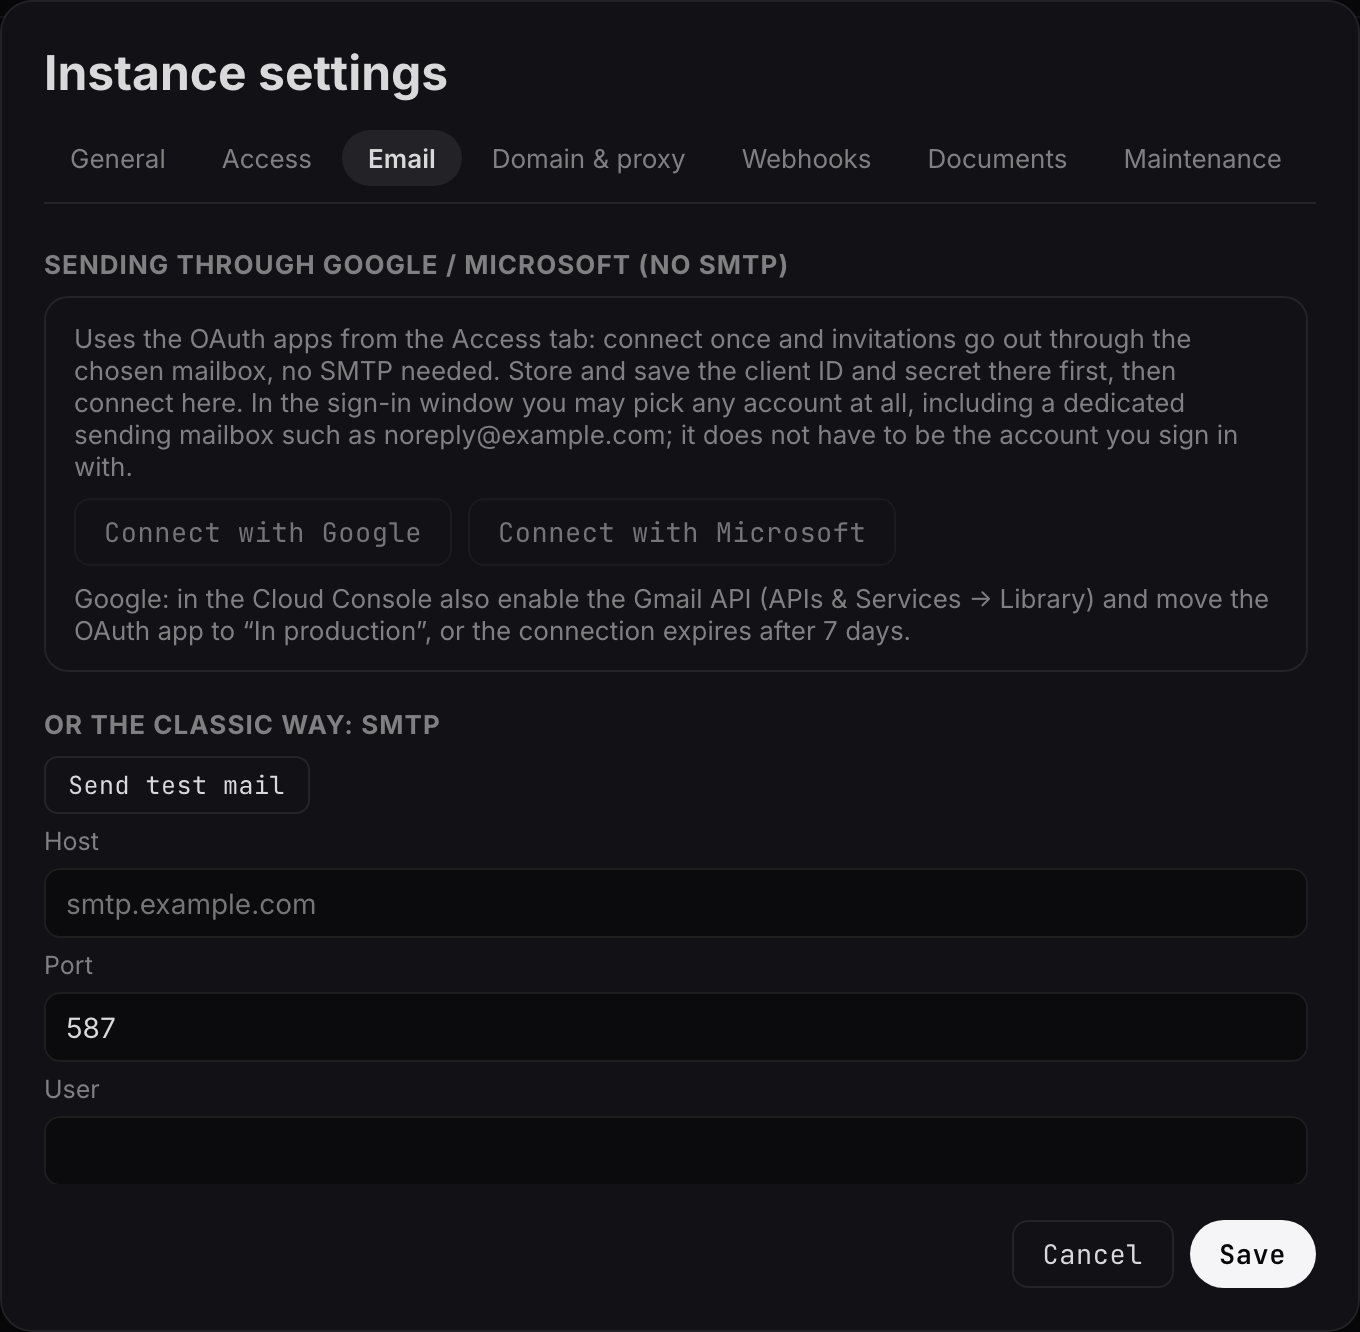 Instance settings
General Access Email Domain & proxy Webhooks Documents Maintenance
SENDING THROUGH GOOGLE / MICROSOFT (NO SMTP)
Uses the OAuth apps from the Access tab: connect once and invitations go out through the
chosen mailbox, no SMTP needed. Store and save the client ID and secret there first, then
connect here. In the sign-in window you may pick any account at all, including a dedicated
sending mailbox such as noreply@example.com; it does not have to be the account you sign in
with.
Connect with Google Connect with Microsoft
Google: in the Cloud Console also enable the Gmail API (APIs & Services → Library) and move the
OAuth app to “In production”, or the connection expires after 7 days.
OR THE CLASSIC WAY: SMTP
Send test mail
Host
smtp.example.com
Port
587
User
Cancel Save